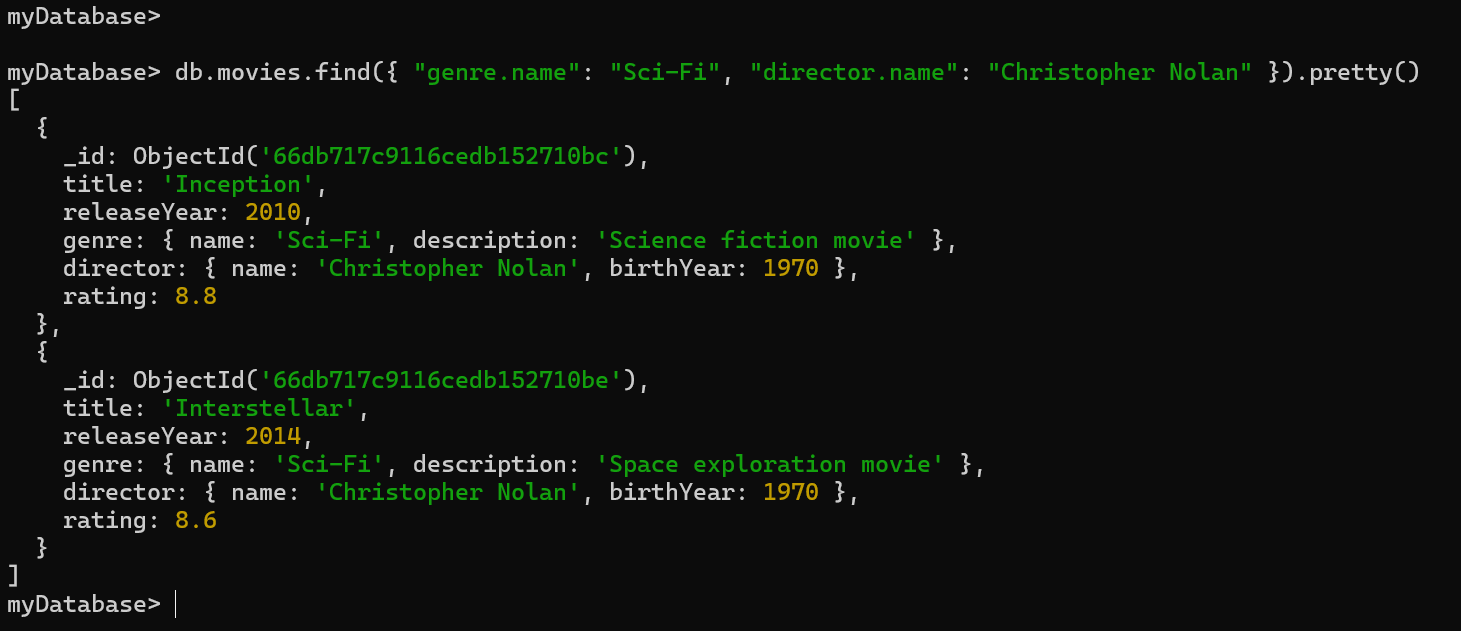 myDatabase>
myDatabase> db.movies.find({ "genre.name": "Sci-Fi", "director.name": "Christopher Nolan" }).pretty()
[
  {
    _id: ObjectId('66db717c9116cedb152710bc'),
    title: 'Inception',
    releaseYear: 2010,
    genre: { name: 'Sci-Fi', description: 'Science fiction movie' },
    director: { name: 'Christopher Nolan', birthYear: 1970 },
    rating: 8.8
  },
  {
    _id: ObjectId('66db717c9116cedb152710be'),
    title: 'Interstellar',
    releaseYear: 2014,
    genre: { name: 'Sci-Fi', description: 'Space exploration movie' },
    director: { name: 'Christopher Nolan', birthYear: 1970 },
    rating: 8.6
  }
]
myDatabase>